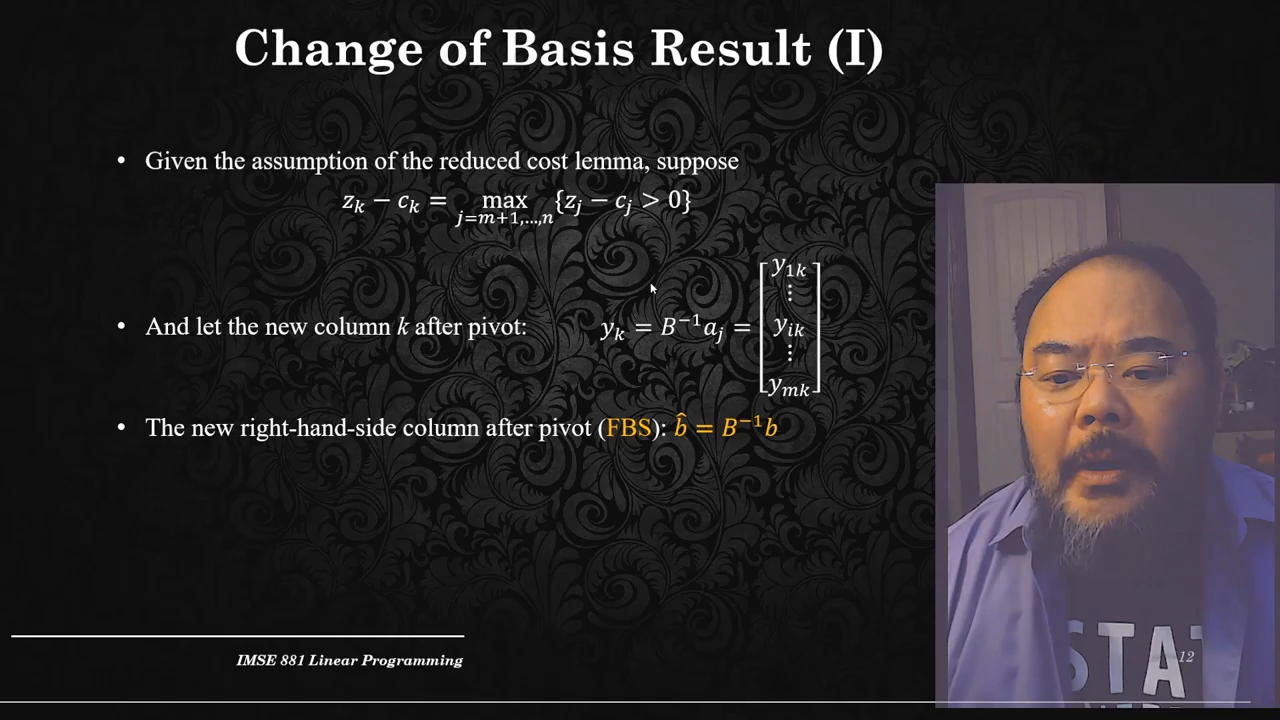 Change of Basis Result (I)
• Given the assumption of the reduced cost lemma, suppose
z_k − c_k = max_{j=m+1,…,n} {z_j − c_j > 0}
• And let the new column k after pivot: y_k = B^{−1}a_j = [y_{1k} ⋮ y_{ik} ⋮ y_{mk}]
• The new right-hand-side column after pivot (FBS): b̂ = B^{−1}b
IMSE 881 Linear Programming
STAT
12